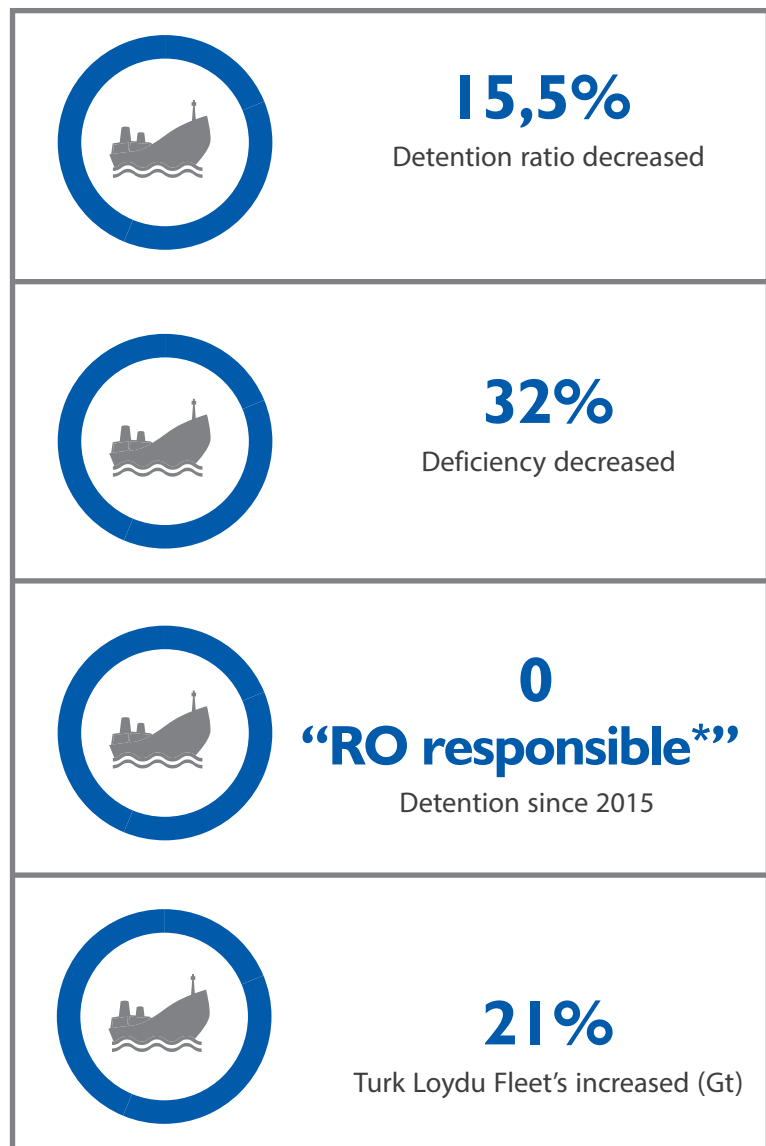 15,5%
Detention ratio decreased
32%
Deficiency decreased
0
“RO responsible*”
Detention since 2015
21%
Turk Loydu Fleet's increased (Gt)